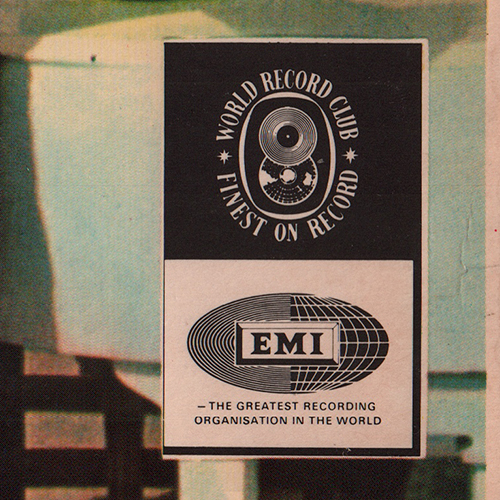 WORLD RECORD CLUB
FINEST ON RECORD
EMI
—THE GREATEST RECORDING
ORGANISATION IN THE WORLD